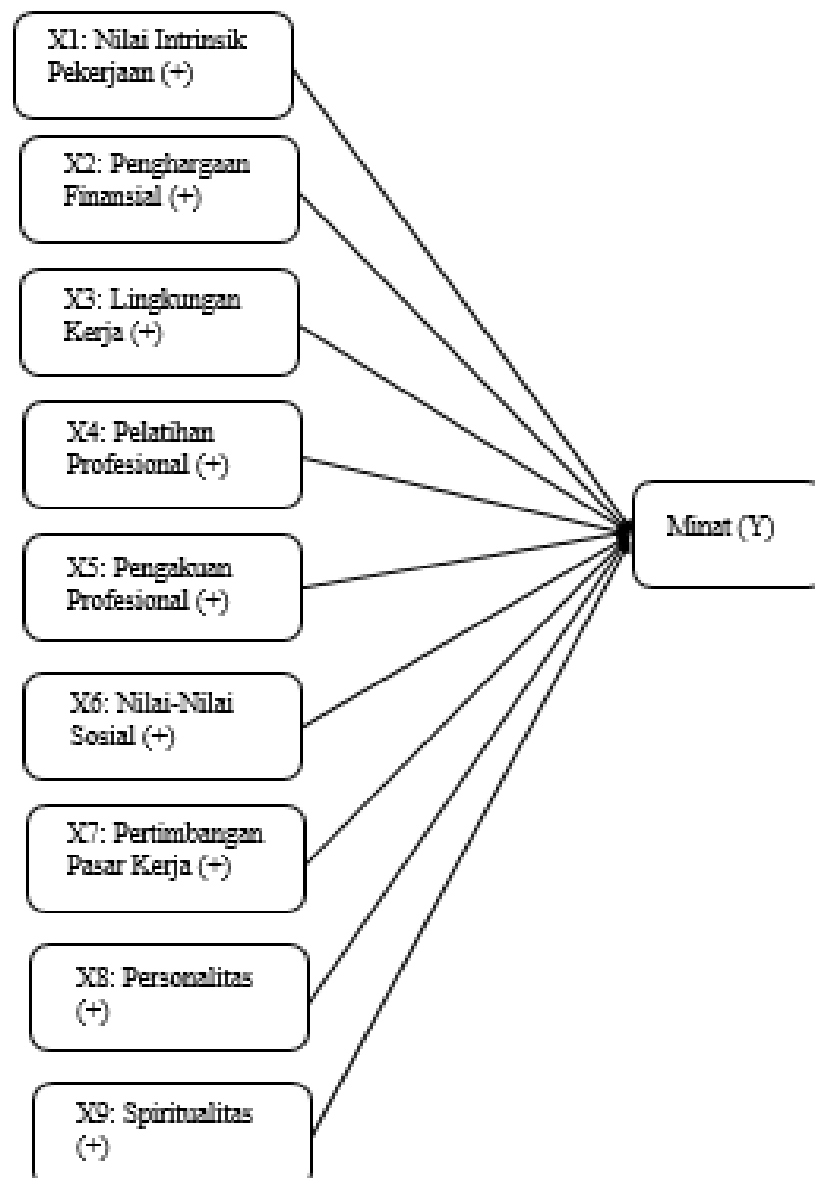 X1: Nilai Intrinsik
Pekerjaan (+)
X2: Penghargaan
Finansial (+)
X3: Lingkungan
Kerja (+)
X4: Pelatihan
Profesional (+)
X5: Pengakuan
Profesional (+)
X6: Nilai-Nilai
Sosial (+)
X7: Pertimbangan
Pasar Kerja (+)
X8: Personalitas
(+)
X9: Spiritualitas
(+)
Minat (Y)